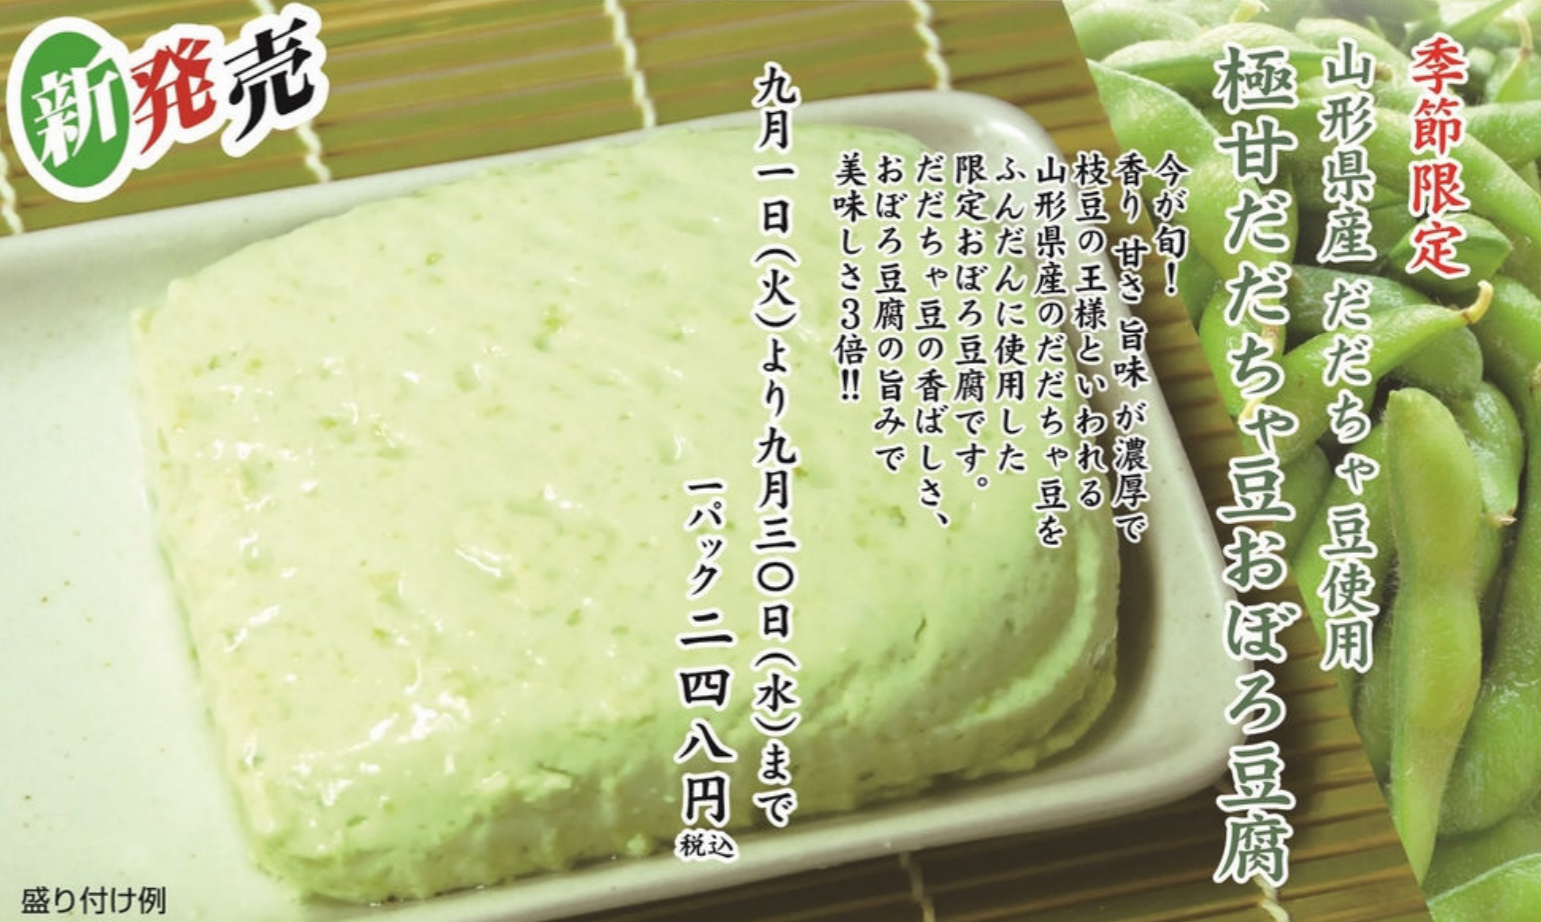 新発売
季節限定
山形県産 だだちゃ豆使用
極甘だだちゃ豆おぼろ豆腐
今が旬！
香り 甘さ 旨味 が濃厚で
枝豆の王様といわれる
山形県産のだだちゃ豆を
ふんだんに使用した
限定おぼろ豆腐です。
だだちゃ豆の香ばしさ、
おぼろ豆腐の旨みで
美味しさ3倍!!
九月一日（火）より九月三〇日（水）まで
一パック二四八円税込
盛り付け例